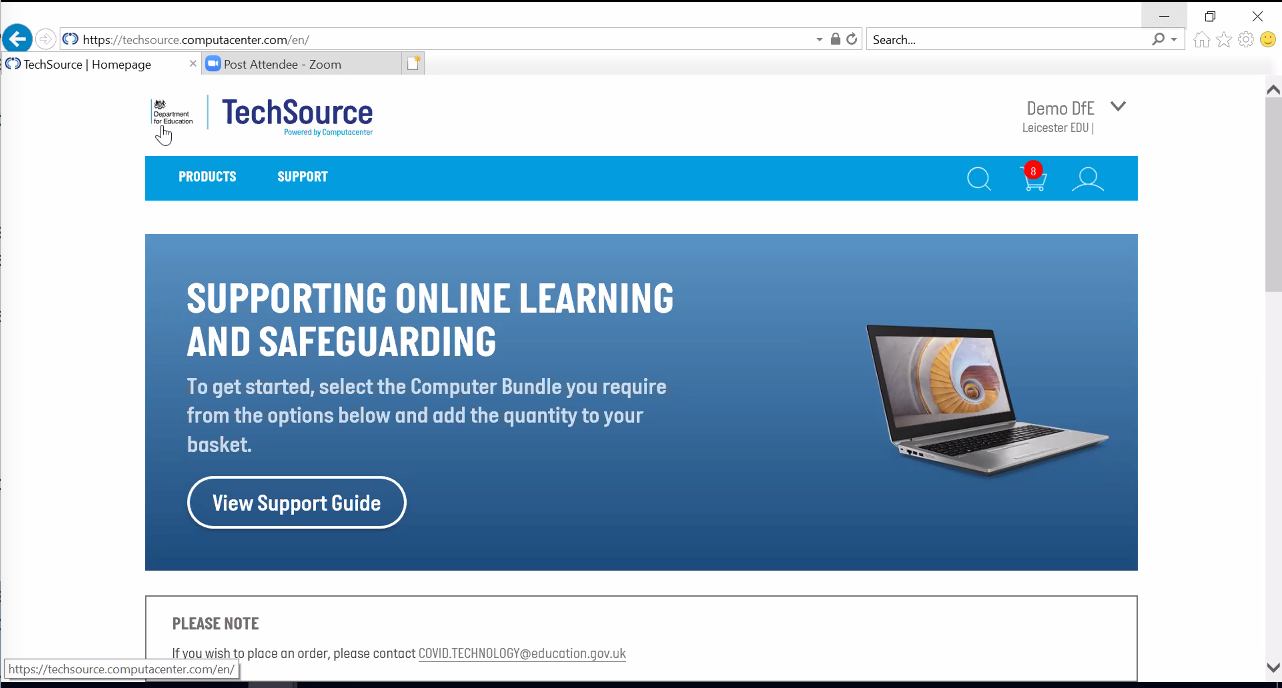 https://techsource.computacenter.com/en/
Search...
TechSource | Homepage
Post Attendee - Zoom
Department
for Education
TechSource
Powered by Computacenter
Demo DfE
Leicester EDU |
PRODUCTS
SUPPORT
8
SUPPORTING ONLINE LEARNING
AND SAFEGUARDING
To get started, select the Computer Bundle you require
from the options below and add the quantity to your
basket.
View Support Guide
PLEASE NOTE
If you wish to place an order, please contact COVID.TECHNOLOGY@education.gov.uk
https://techsource.computacenter.com/en/